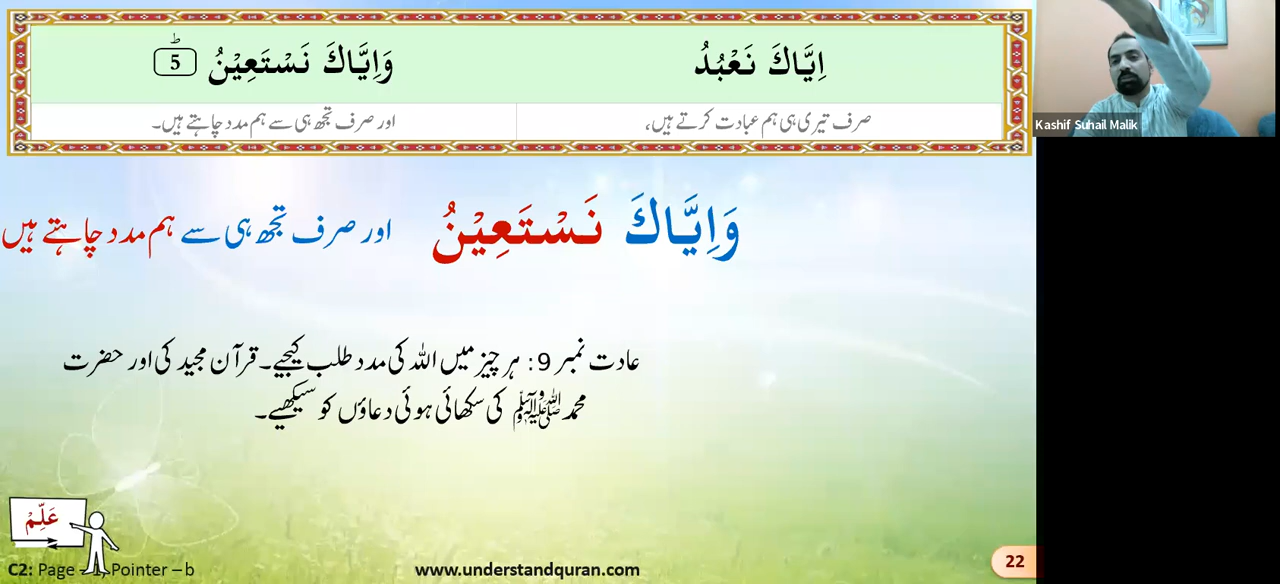 اِيَّاكَ نَعْبُدُ
وَاِيَّاكَ نَسْتَعِيْنُ ؕ 5
صرف تیری ہی ہم عبادت کرتے ہیں،
اور صرف تجھ ہی سے ہم مدد چاہتے ہیں۔
Kashif Suhail Malik
وَاِيَّاكَ نَسْتَعِيْنُ اور صرف تجھ ہی سے ہم مدد چاہتے ہیں
عادت نمبر 9: ہر چیز میں اللہ کی مدد طلب کیجیے۔ قرآن مجید کی اور حضرت
محمد ﷺ کی سکھائی ہوئی دعاؤں کو سیکھیے۔
عَلِّمْ
C2: Page – 1, Pointer – b
www.understandquran.com
22